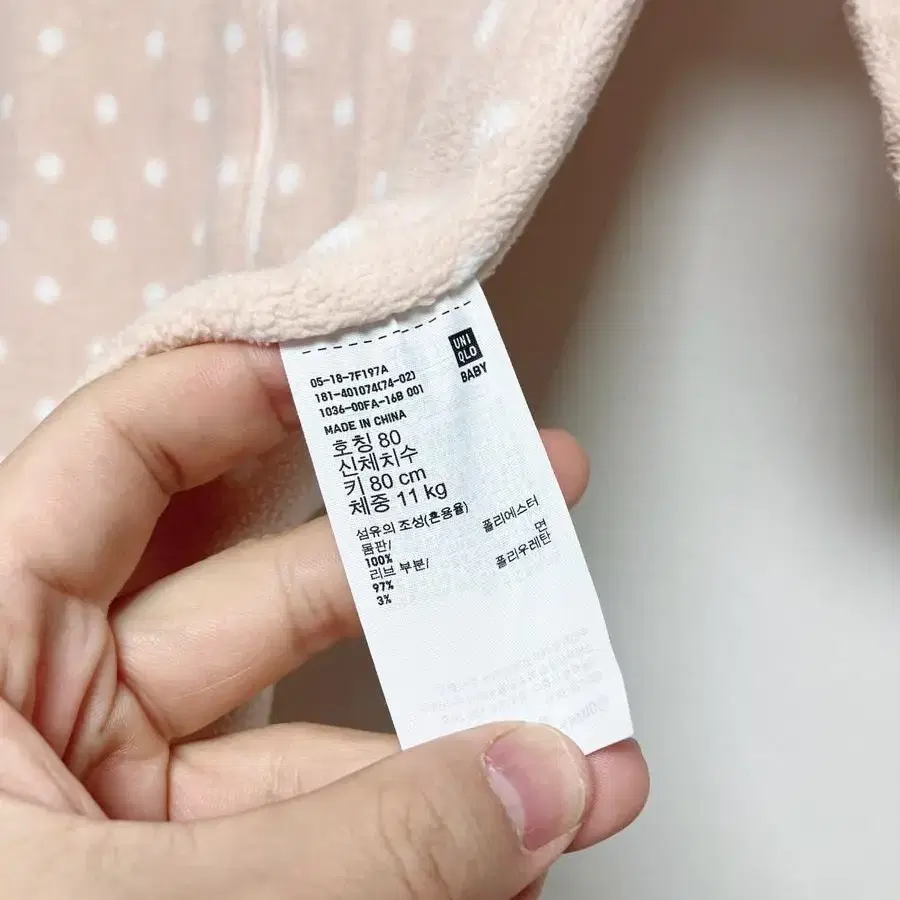 UNI
QLO
BABY
05-18-7F197A
181-401074(74-02)
1036-00FA-16B 001
MADE IN CHINA
호칭 80
신체치수
키 80 cm
체중 11 kg
섬유의 조성(혼용율)
몸판/
100% 폴리에스터
리브 부분/
97% 면
3% 폴리우레탄